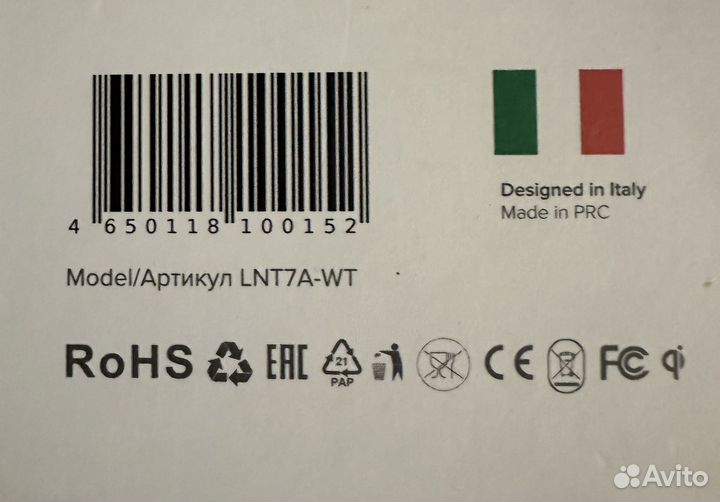 4 650118 100152
Designed in Italy
Made in PRC
Model/Артикул LNT7A-WT
RoHS EAC 21 PAP CE FC qi
Avito